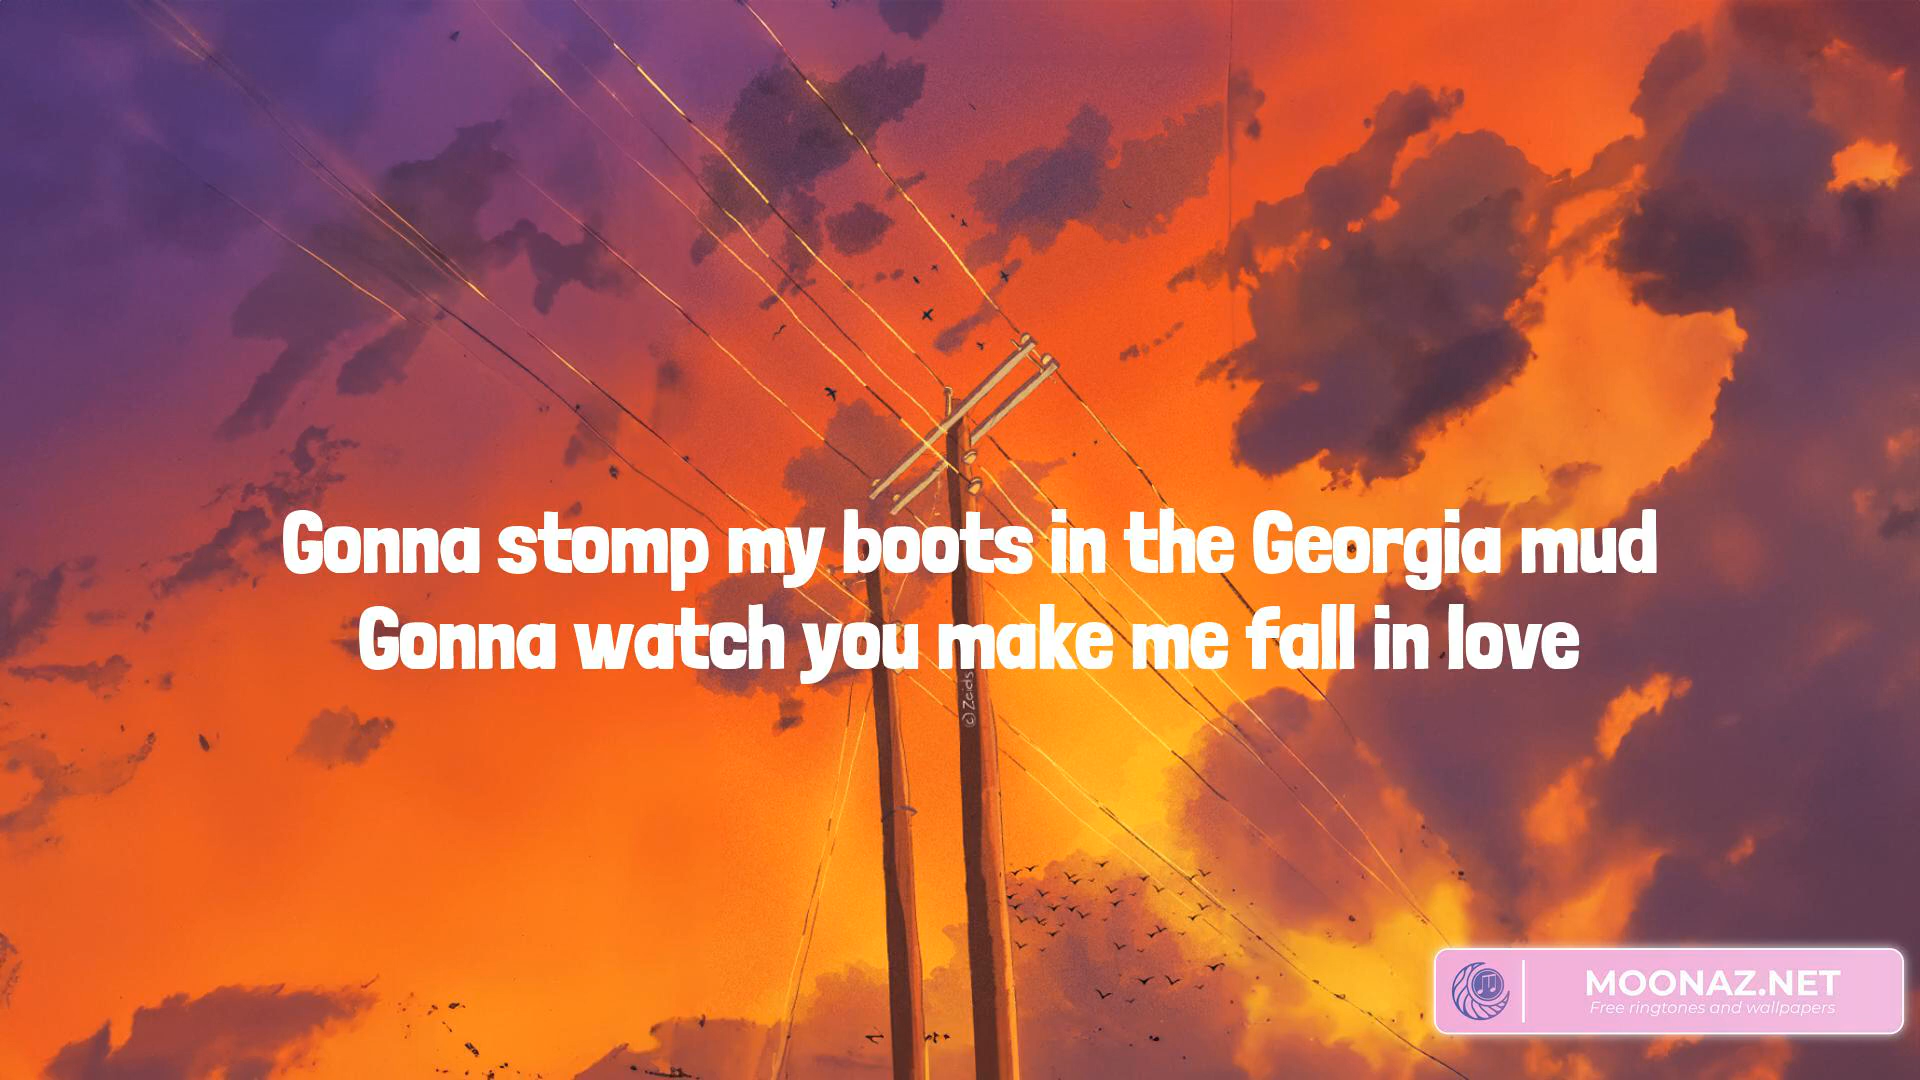 Gonna stomp my boots in the Georgia mud
Gonna watch you make me fall in love
MOONAZ.NET
Free ringtones and wallpapers